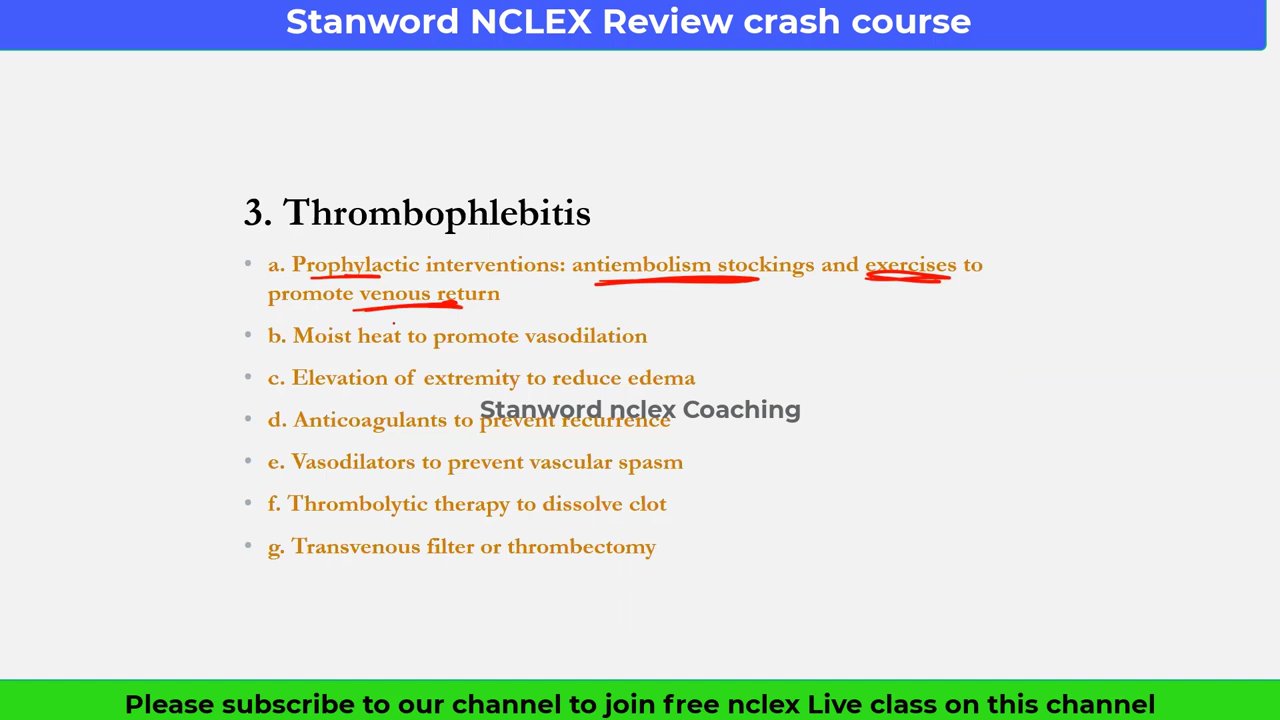 Stanword NCLEX Review crash course
3. Thrombophlebitis
• a. Prophylactic interventions: antiembolism stockings and exercises to
promote venous return
• b. Moist heat to promote vasodilation
• c. Elevation of extremity to reduce edema
Stanword nclex Coaching
• d. Anticoagulants to prevent recurrence
• e. Vasodilators to prevent vascular spasm
• f. Thrombolytic therapy to dissolve clot
• g. Transvenous filter or thrombectomy
Please subscribe to our channel to join free nclex Live class on this channel